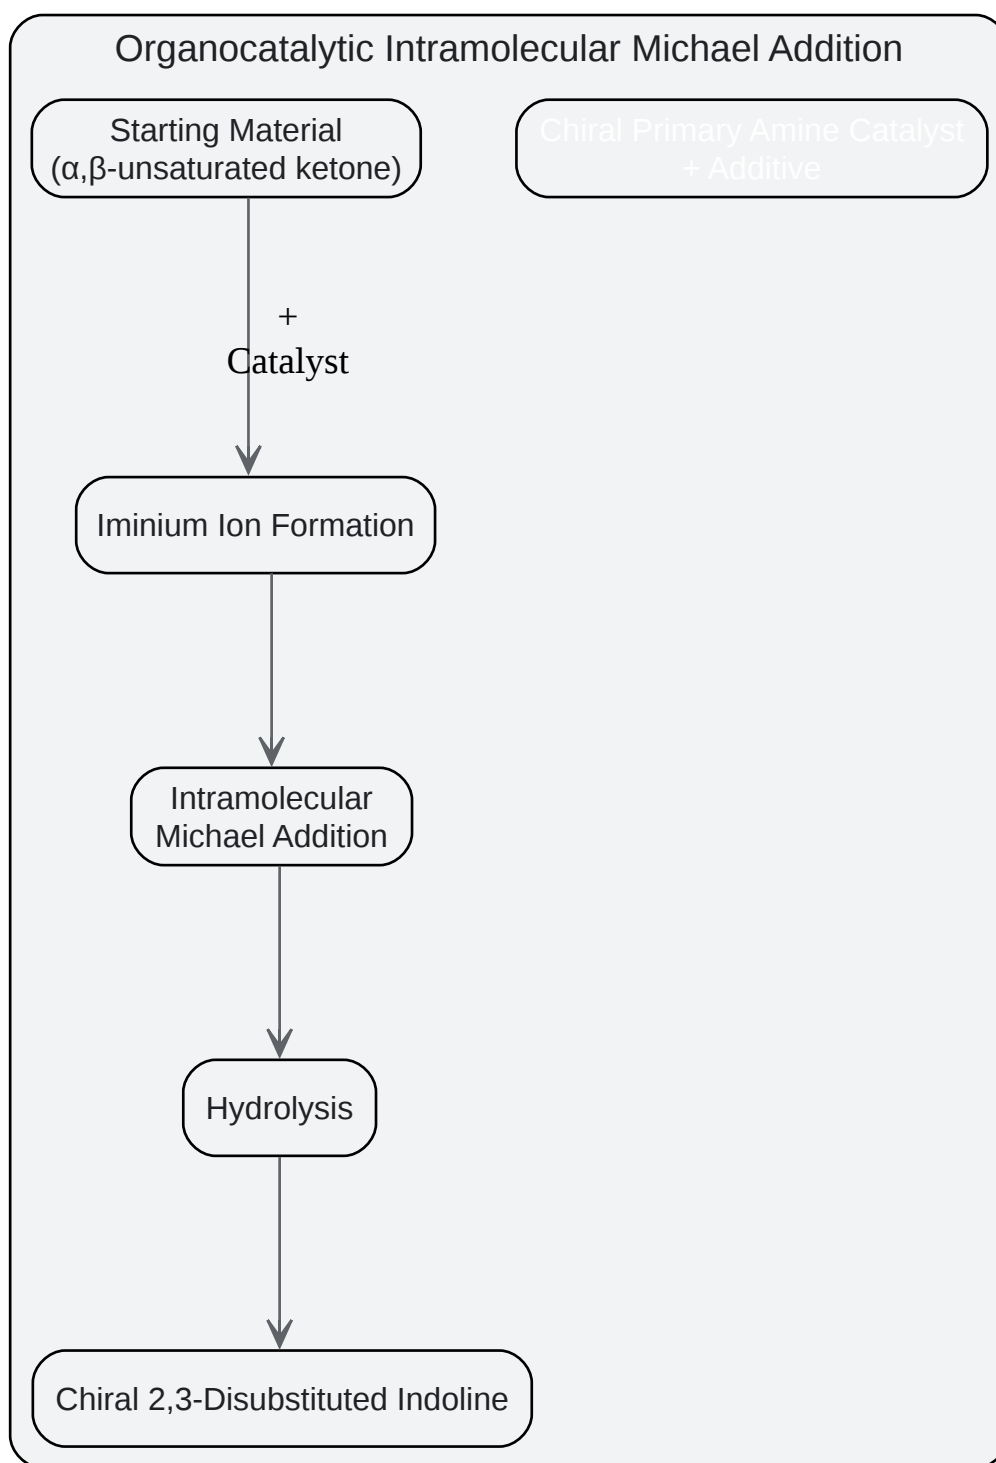 Organocatalytic Intramolecular Michael Addition
Starting Material
(α,β-unsaturated ketone)
Chiral Primary Amine Catalyst
+ Additive
+
Catalyst
Iminium Ion Formation
Intramolecular
Michael Addition
Hydrolysis
Chiral 2,3-Disubstituted Indoline